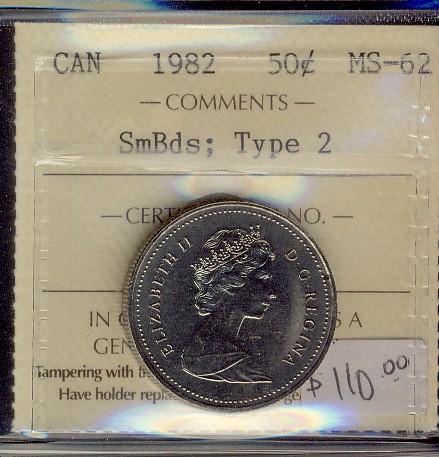 CAN 1982 50¢ MS-62
— COMMENTS —
SmBds; Type 2
— CERT NO. —
IN A
GEN
Tampering with
Have holder
ELIZABETH II D·G·REGINA
$110.00